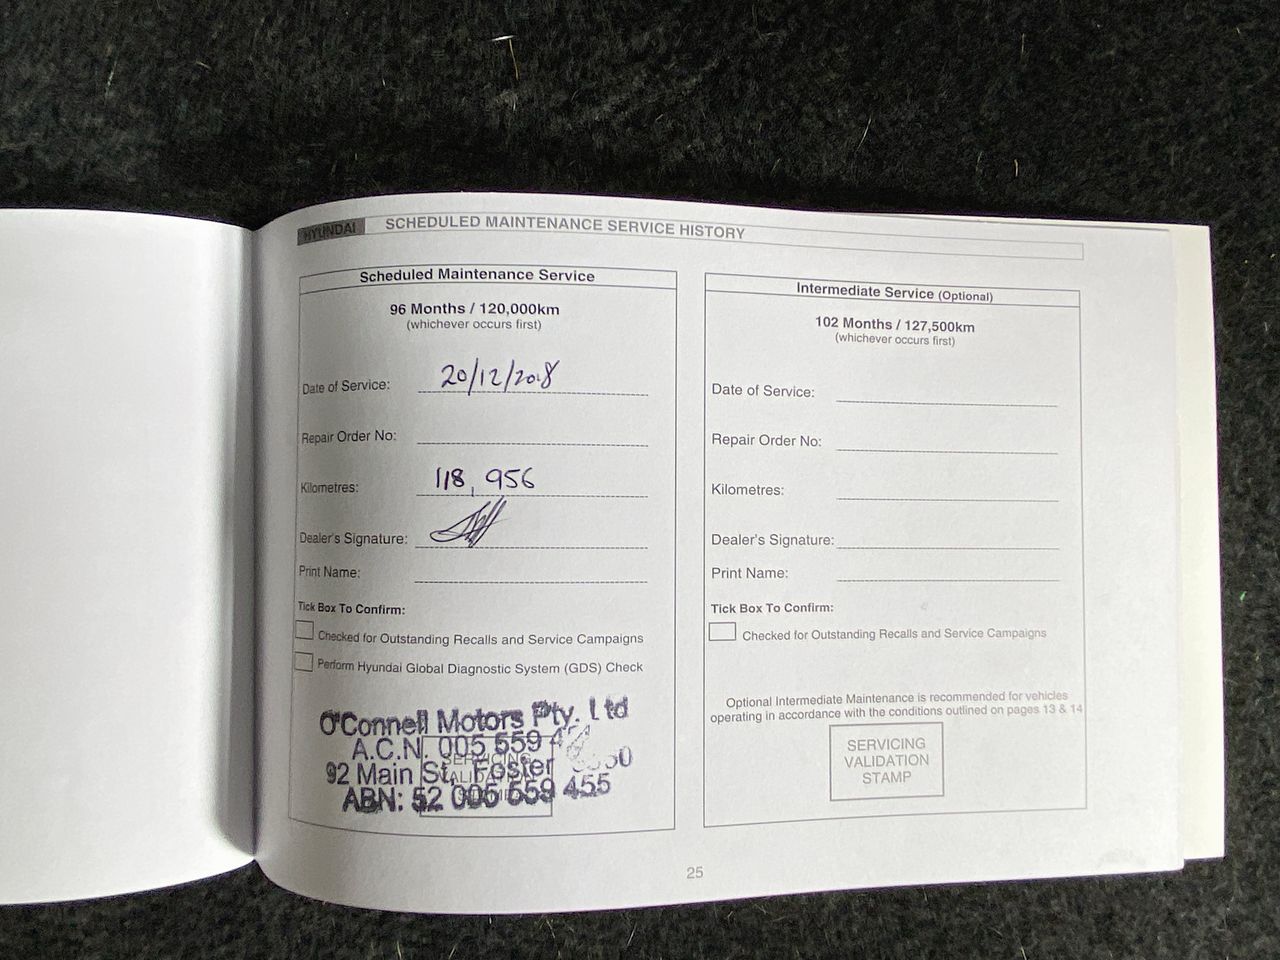 HYUNDAI SCHEDULED MAINTENANCE SERVICE HISTORY
Scheduled Maintenance Service
96 Months / 120,000km
(whichever occurs first)
Date of Service: 20/12/2018
Repair Order No:
Kilometres: 118,956
Dealer's Signature:
Print Name:
Tick Box To Confirm:
Checked for Outstanding Recalls and Service Campaigns
Perform Hyundai Global Diagnostic System (GDS) Check
O'Connell Motors Pty. Ltd
A.C.N. 005 559
92 Main St, Foster
ABN: 52 005 559 455
Intermediate Service (Optional)
102 Months / 127,500km
(whichever occurs first)
Date of Service:
Repair Order No:
Kilometres:
Dealer's Signature:
Print Name:
Tick Box To Confirm:
Checked for Outstanding Recalls and Service Campaigns
Optional Intermediate Maintenance is recommended for vehicles
operating in accordance with the conditions outlined on pages 13 & 14
SERVICING
VALIDATION
STAMP
25